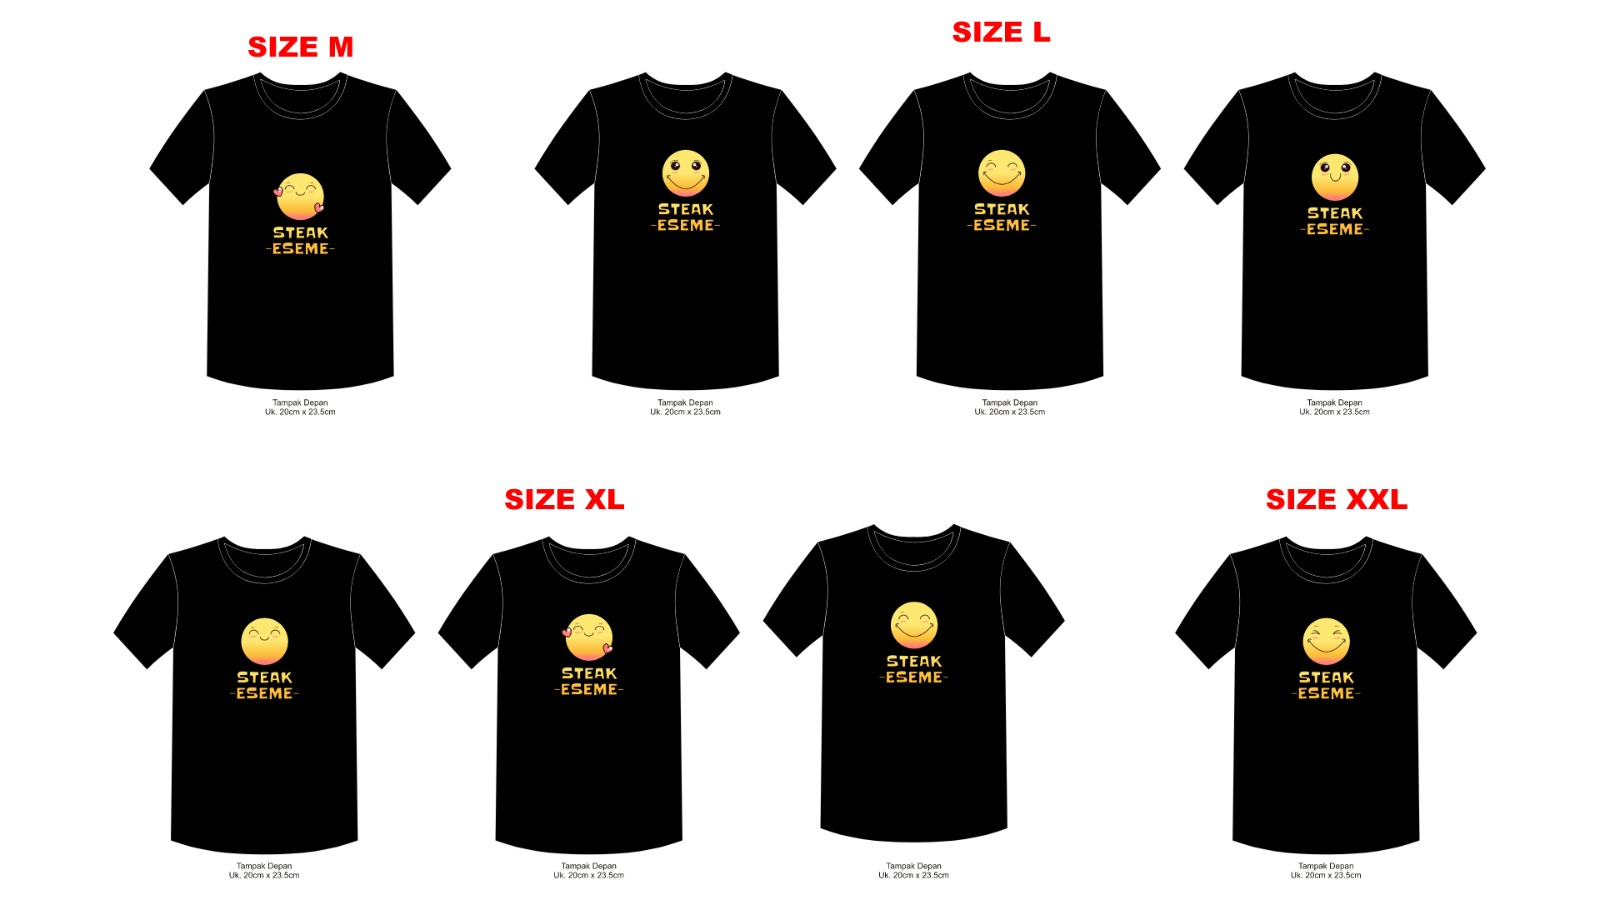 SIZE M
SIZE L
STEAK
-ESEME-
Tampak Depan
Uk. 20cm x 23.5cm
STEAK
-ESEME-
Tampak Depan
Uk. 20cm x 23.5cm
STEAK
-ESEME-
Tampak Depan
Uk. 20cm x 23.5cm
STEAK
-ESEME-
Tampak Depan
Uk. 20cm x 23.5cm
SIZE XL
SIZE XXL
STEAK
-ESEME-
Tampak Depan
Uk. 20cm x 23.5cm
STEAK
-ESEME-
Tampak Depan
Uk. 20cm x 23.5cm
STEAK
-ESEME-
Tampak Depan
Uk. 20cm x 23.5cm
STEAK
-ESEME-
Tampak Depan
Uk. 20cm x 23.5cm